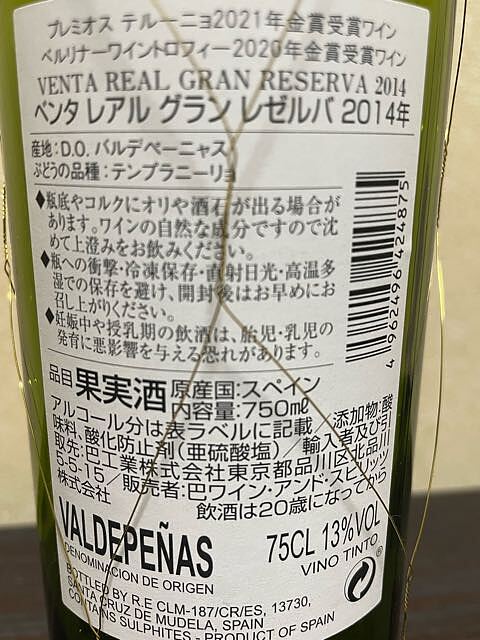 プレミオス テルーニョ2021年金賞受賞ワイン
ベルリナーワイントロフィー2020年金賞受賞ワイン
VENTA REAL GRAN RESERVA 2014
ベンタ レアル グラン レゼルバ 2014年
産地:D.O. バルデペーニャス
ぶどうの品種:テンプラニーリョ
◆瓶底やコルクにオリや酒石が出る場合が
あります。ワインの自然な成分ですので沈
めて上澄みをお飲みください。
◆瓶への衝撃・冷凍保存・直射日光・高温多
湿での保存を避け、開封後はお早めにお
召し上がりください。
◆妊娠中や授乳期の飲酒は、胎児・乳児の
発育に悪影響を与える恐れがあります。
4 962496 424875
品目 果実酒 原産国:スペイン
内容量:750ml
アルコール分は表ラベルに記載/添加物:酸
味料、酸化防止剤(亜硫酸塩)/輸入者及び引
取先:巴工業株式会社東京都品川区北品川
5-5-15/販売者:巴ワイン・アンド・スピリッツ
株式会社 飲酒は20歳になってから
VALDEPEÑAS 75CL 13%VOL
DENOMINACION DE ORIGEN VINO TINTO
BOTTLED BY R.E CLM-187/CR/ES, 13730,
SANTA CRUZ DE MUDELA, SPAIN
CONTAINS SULPHITES - PRODUCT OF SPAIN